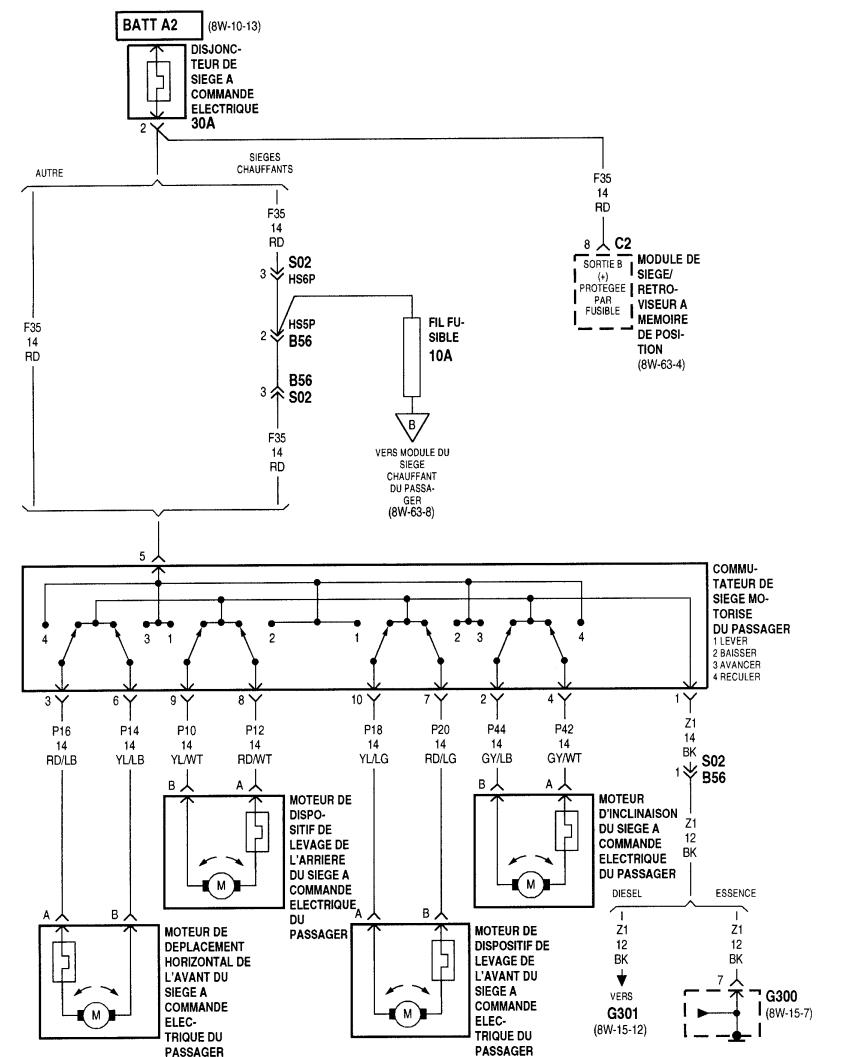 BATT A2
(8W-10-13)
DISJONC-
TEUR DE
SIEGE A
COMMANDE
ELECTRIQUE
30A
2
AUTRE
SIEGES
CHAUFFANTS
F35
14
RD
F35
14
RD
3
S02
HS6P
2
HS5P
B56
3
B56
S02
F35
14
RD
FIL FU-
SIBLE
10A
B
VERS MODULE DU
SIEGE
CHAUFFANT
DU PASSA-
GER
(8W-63-8)
F35
14
RD
8
C2
SORTIE B
(+)
PROTEGEE
PAR
FUSIBLE
MODULE DE
SIEGE/
RETRO-
VISEUR A
MEMOIRE
DE POSI-
TION
(8W-63-4)
5
COMMU-
TATEUR DE
SIEGE MO-
TORISE
DU PASSAGER
1 LEVER
2 BAISSER
3 AVANCER
4 RECULER
4 3 1 2 1 2 3 4
3 6 9 8 10 7 2 4 1
P16
14
RD/LB
P14
14
YL/LB
P10
14
YL/WT
P12
14
RD/WT
P18
14
YL/LG
P20
14
RD/LG
P44
14
GY/LB
P42
14
GY/WT
Z1
14
BK
1
S02
B56
Z1
12
BK
B A
M
MOTEUR DE
DISPO-
SITIF DE
LEVAGE DE
L'ARRIERE
DU SIEGE A
COMMANDE
ELECTRIQUE
DU
PASSAGER
B A
M
MOTEUR
D'INCLINAISON
DU SIEGE A
COMMANDE
ELECTRIQUE
DU PASSAGER
A B
M
MOTEUR DE
DEPLACEMENT
HORIZONTAL DE
L'AVANT DU
SIEGE A
COMMANDE
ELEC-
TRIQUE DU
PASSAGER
A B
M
MOTEUR DE
DISPOSITIF DE
LEVAGE DE
L'AVANT DU
SIEGE A
COMMANDE
ELEC-
TRIQUE DU
PASSAGER
DIESEL
ESSENCE
Z1
12
BK
VERS
G301
(8W-15-12)
Z1
12
BK
7
G300
(8W-15-7)